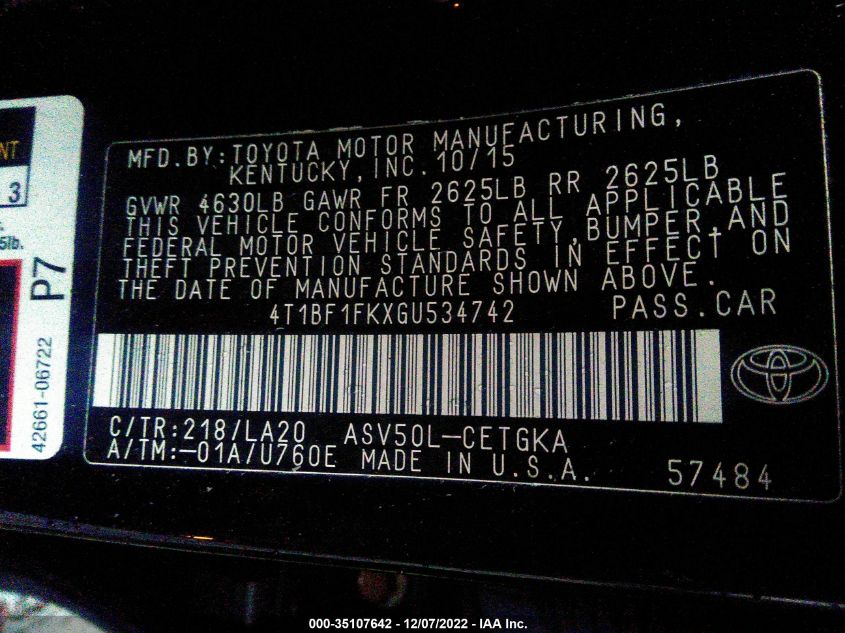 NT
3
5lb.
P7
42661-06722
MFD.BY:TOYOTA MOTOR MANUFACTURING,
KENTUCKY,INC.10/15
GVWR 4630LB GAWR FR 2625LB RR 2625LB
THIS VEHICLE CONFORMS TO ALL APPLICABLE
FEDERAL MOTOR VEHICLE SAFETY,BUMPER,AND
THEFT PREVENTION STANDARDS IN EFFECT ON
THE DATE OF MANUFACTURE SHOWN ABOVE.
4T1BF1FKXGU534742 PASS.CAR
C/TR:218/LA20 ASV50L-CETGKA
A/TM:-01A/U760E MADE IN U.S.A. 57484
000-35107642 - 12/07/2022 - IAA Inc.